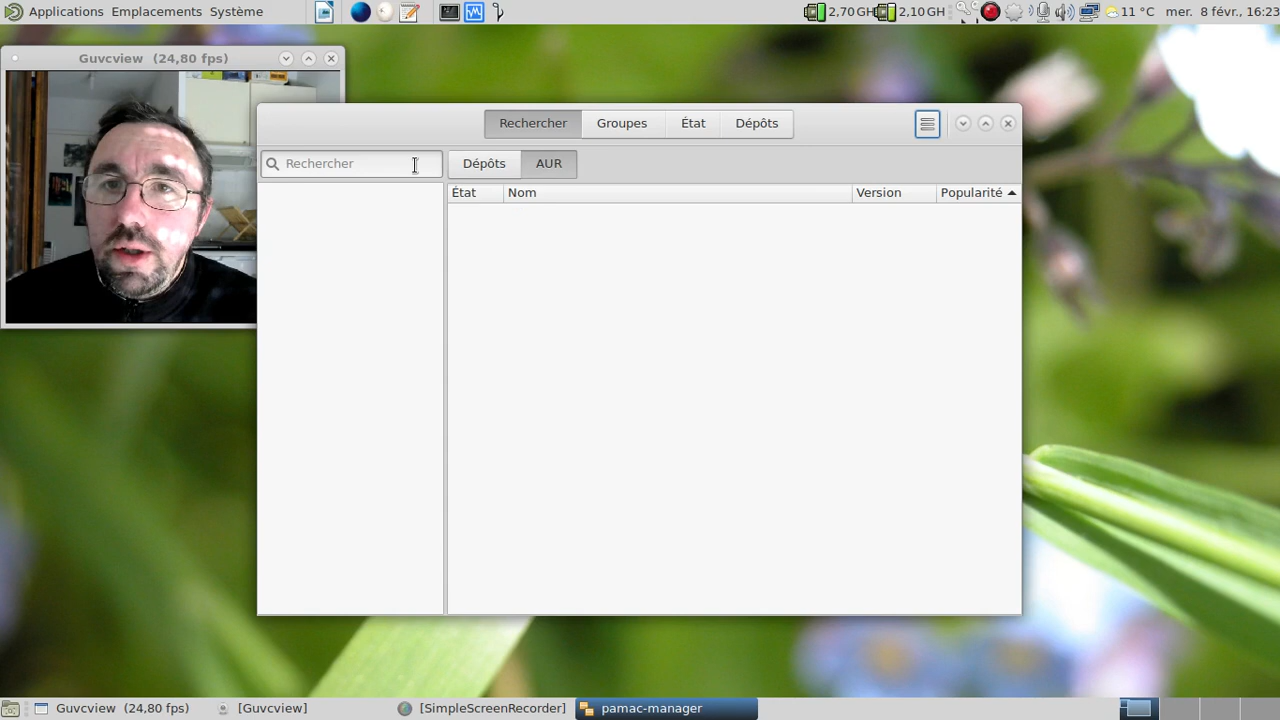 Applications Emplacements Système
2,70 GH 2,10 GH 11 °C mer. 8 févr., 16:23
Guvcview (24,80 fps)
Rechercher Groupes État Dépôts
Rechercher Dépôts AUR
État Nom Version Popularité
Guvcview (24,80 fps) [Guvcview] [SimpleScreenRecorder] pamac-manager